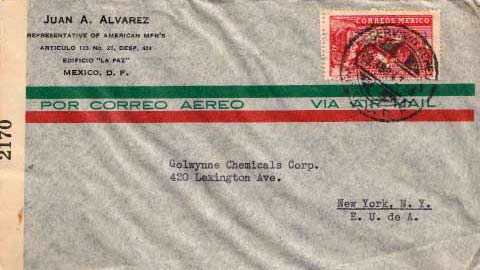 JUAN A. ALVAREZ
REPRESENTATIVE OF AMERICAN MFR'S
ARTICULO 123 No. 21, DESP. 424
EDIFICIO "LA PAZ"
MEXICO, D. F.
CORREOS MEXICO
POR CORREO AEREO VIA AIR MAIL
2170
Golwynne Chemicals Corp.
420 Lexington Ave.
New York, N. Y.
E. U. de A.